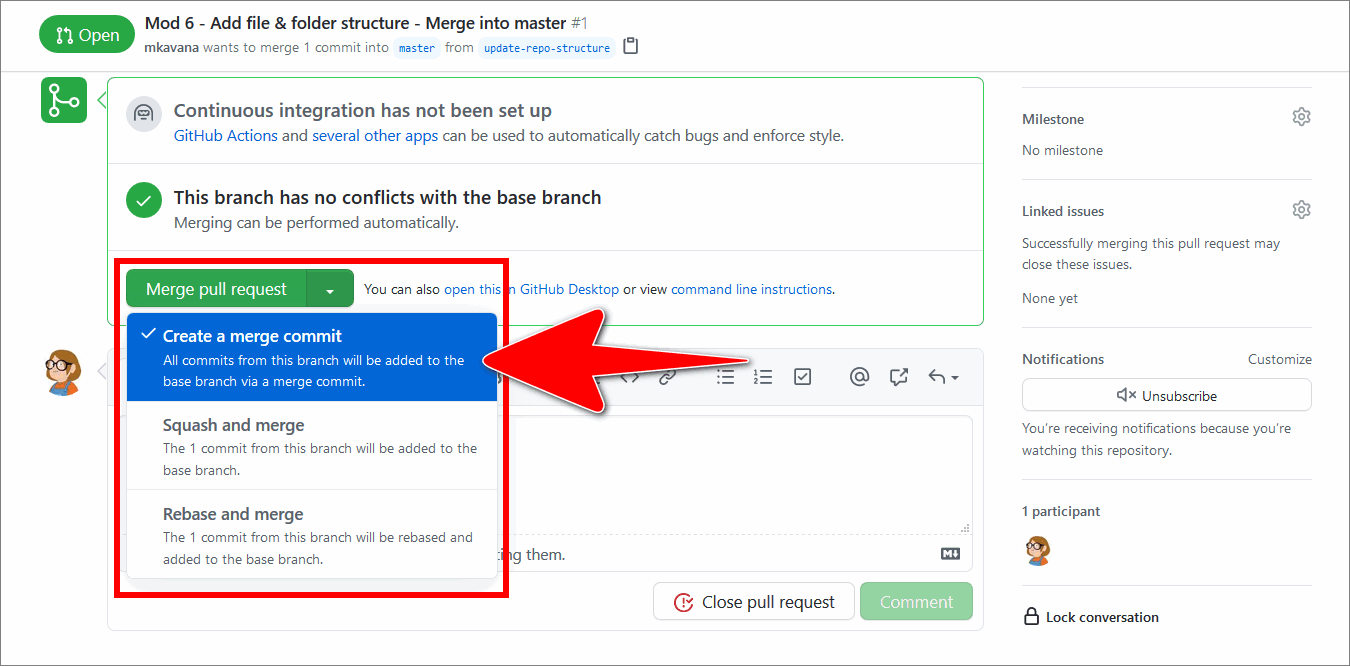 Open
Mod 6 - Add file & folder structure - Merge into master #1
mkavana wants to merge 1 commit into master from update-repo-structure
Continuous integration has not been set up
GitHub Actions and several other apps can be used to automatically catch bugs and enforce style.
This branch has no conflicts with the base branch
Merging can be performed automatically.
Merge pull request
You can also open this in GitHub Desktop or view command line instructions.
Create a merge commit
All commits from this branch will be added to the
base branch via a merge commit.
Squash and merge
The 1 commit from this branch will be added to the
base branch.
Rebase and merge
The 1 commit from this branch will be rebased and
added to the base branch.
them.
Close pull request
Comment
Milestone
No milestone
Linked issues
Successfully merging this pull request may
close these issues.
None yet
Notifications
Customize
Unsubscribe
You're receiving notifications because you're
watching this repository.
1 participant
Lock conversation